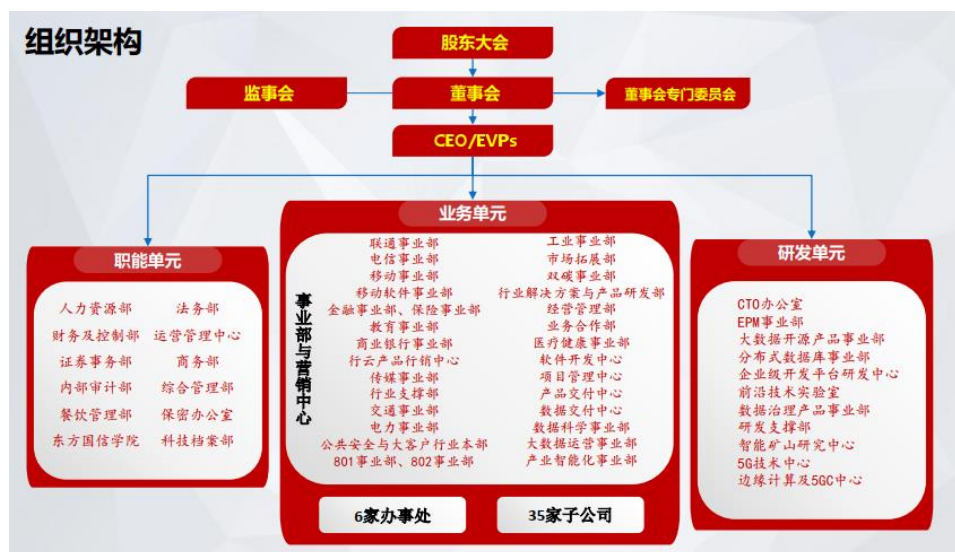 组织架构
股东大会
监事会
董事会
董事会专门委员会
CEO/EVPs
职能单元
人力资源部 法务部
财务及控制部 运营管理中心
证券事务部 商务部
内部审计部 综合管理部
餐饮管理部 保密办公室
东方国信学院 科技档案部
业务单元
事业部与营销中心
联通事业部 工业事业部
电信事业部 市场拓展部
移动事业部 双碳事业部
移动软件事业部 行业解决方案与产品研发部
金融事业部、保险事业部 经营管理部
教育事业部 业务合作部
商业银行事业部 医疗健康事业部
行云产品行销中心 软件开发中心
传媒事业部 项目管理中心
行业支撑部 产品交付中心
交通事业部 数据交付中心
电力事业部 数据科学事业部
公共安全与大客户行业本部 大数据运营事业部
801事业部、802事业部 产业智能化事业部
6家办事处
35家子公司
研发单元
CTO办公室
EPM事业部
大数据开源产品事业部
分布式数据库事业部
企业级开发平台研发中心
前沿技术实验室
数据治理产品事业部
研发支撑部
智能矿山研究中心
5G技术中心
边缘计算及5GC中心